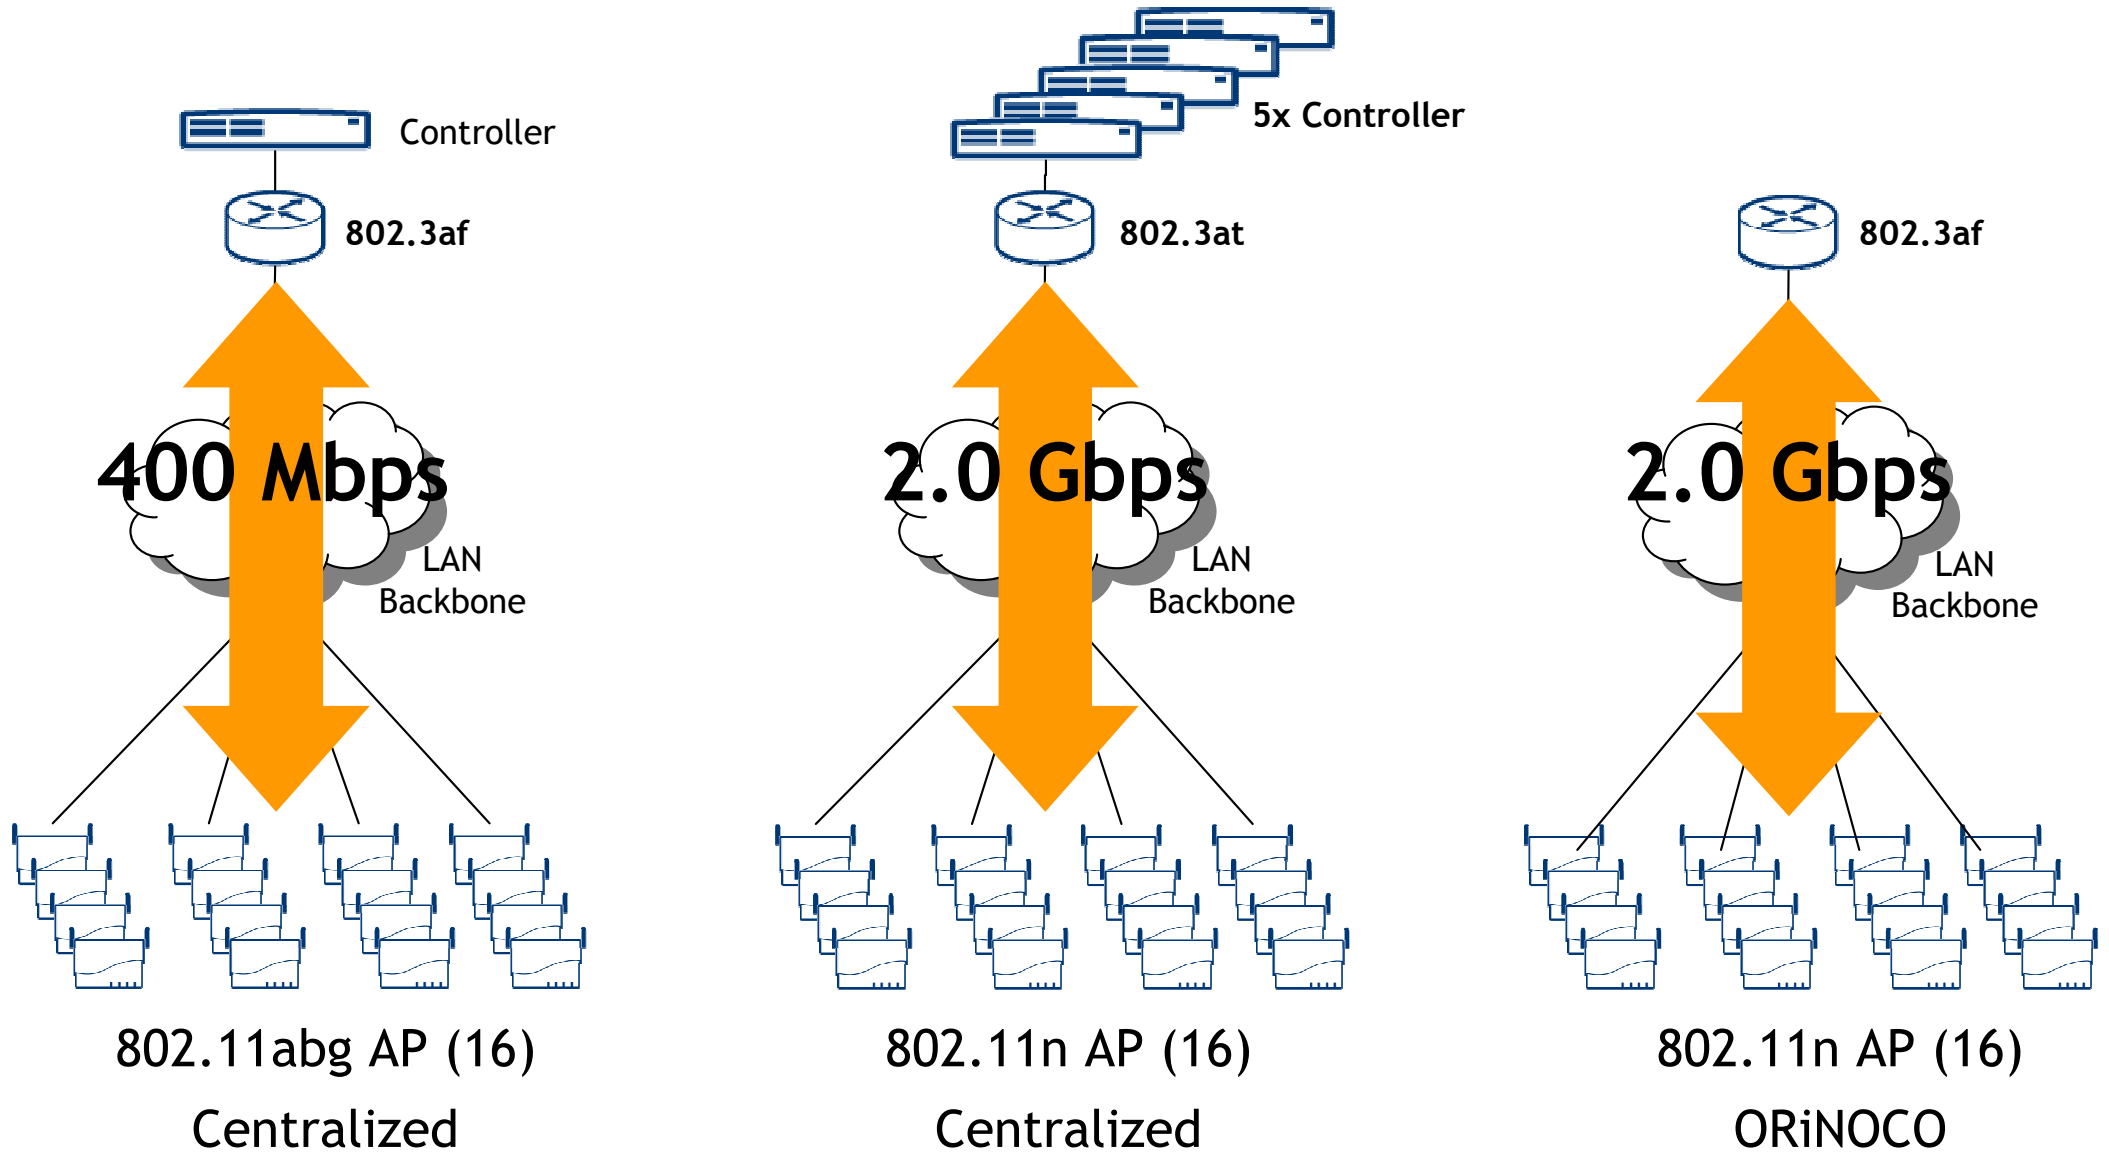 Controller
802.3af
400 Mbps
LAN
Backbone
802.11abg AP (16)
Centralized
5x Controller
802.3at
2.0 Gbps
LAN
Backbone
802.11n AP (16)
Centralized
802.3af
2.0 Gbps
LAN
Backbone
802.11n AP (16)
ORiNOCO